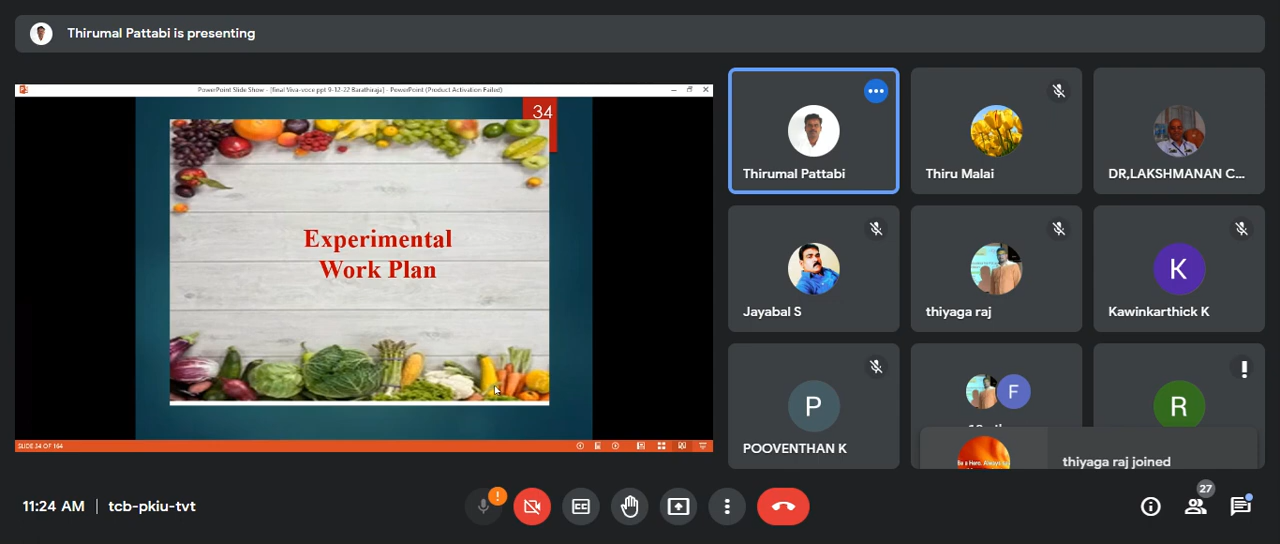 Thirumal Pattabi is presenting
PowerPoint Slide Show - [final Viva-voce ppt 9-12-22 Barathiraja] - PowerPoint (Product Activation Failed)
34
Experimental
Work Plan
SLIDE 34 OF 164
Thirumal Pattabi
Thiru Malai
DR,LAKSHMANAN C...
Jayabal S
thiyaga raj
K
Kawinkarthick K
P
POOVENTHAN K
F
R
thiyaga raj joined
11:24 AM | tcb-pkiu-tvt
CC
27